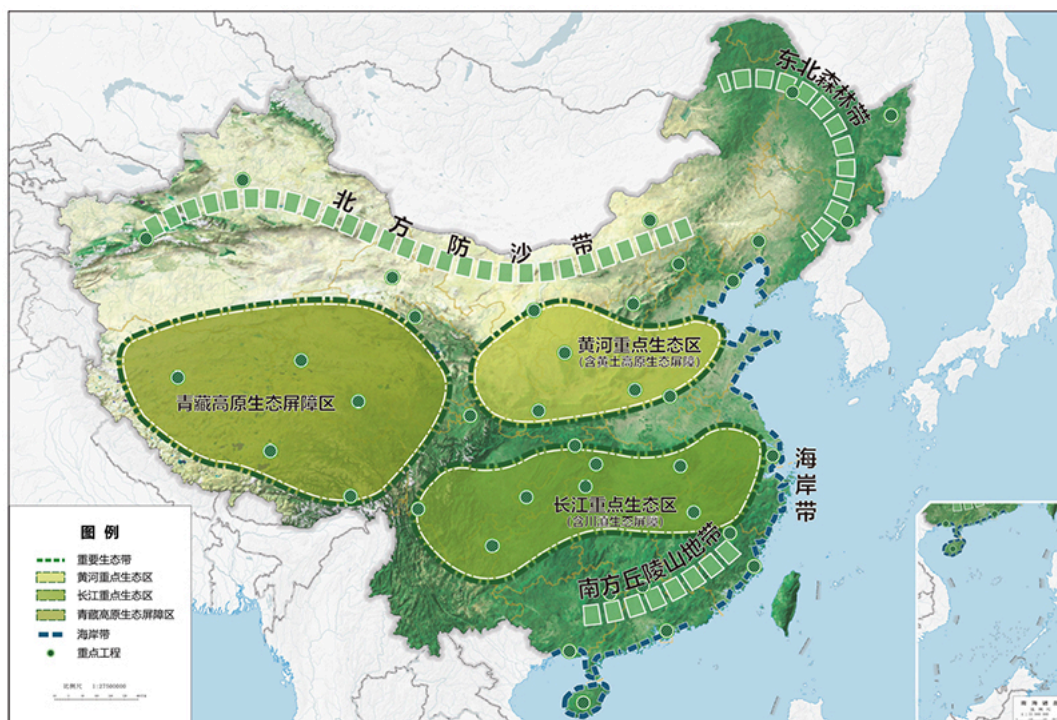 东北森林带
北方防沙带
黄河重点生态区
(含黄土高原生态屏障)
青藏高原生态屏障区
海岸带
长江重点生态区
(含川滇生态屏障)
南方丘陵山地带
图 例
重要生态带
黄河重点生态区
长江重点生态区
青藏高原生态屏障区
海岸带
重点工程
比例尺 1:27500000